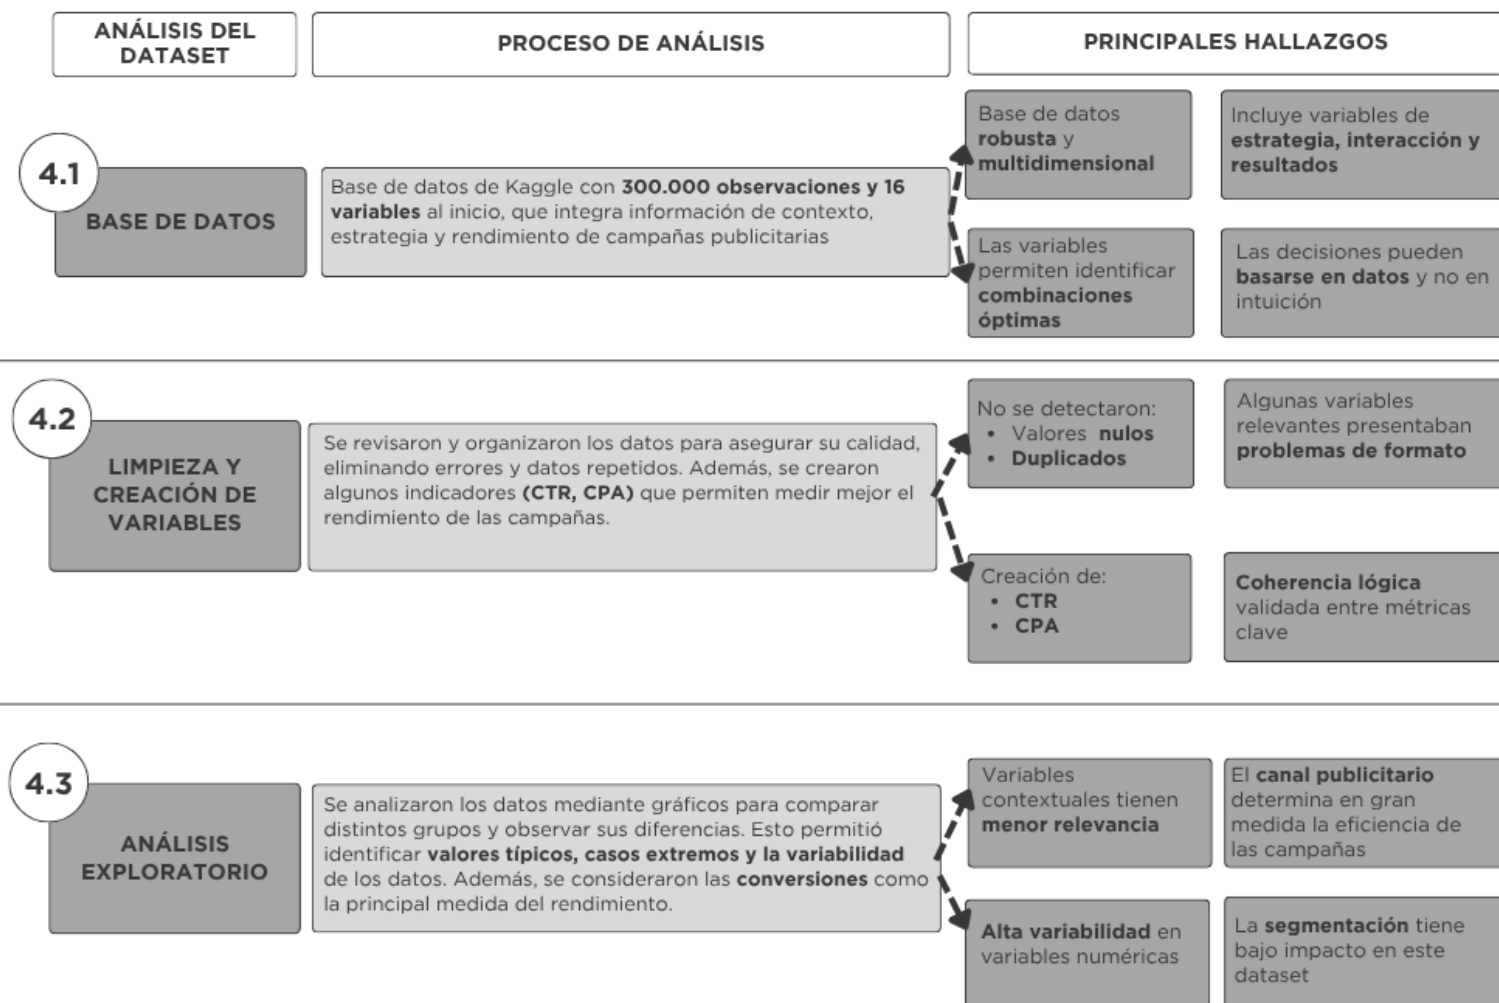 ANÁLISIS DEL
DATASET
PROCESO DE ANÁLISIS
PRINCIPALES HALLAZGOS
4.1
BASE DE DATOS
Base de datos de Kaggle con 300.000 observaciones y 16
variables al inicio, que integra información de contexto,
estrategia y rendimiento de campañas publicitarias
Base de datos
robusta y
multidimensional
Incluye variables de
estrategia, interacción y
resultados
Las variables
permiten identificar
combinaciones
óptimas
Las decisiones pueden
basarse en datos y no en
intuición
4.2
LIMPIEZA Y
CREACIÓN DE
VARIABLES
Se revisaron y organizaron los datos para asegurar su calidad,
eliminando errores y datos repetidos. Además, se crearon
algunos indicadores (CTR, CPA) que permiten medir mejor el
rendimiento de las campañas.
No se detectaron:
• Valores nulos
• Duplicados
Algunas variables
relevantes presentaban
problemas de formato
Creación de:
• CTR
• CPA
Coherencia lógica
validada entre métricas
clave
4.3
ANÁLISIS
EXPLORATORIO
Se analizaron los datos mediante gráficos para comparar
distintos grupos y observar sus diferencias. Esto permitió
identificar valores típicos, casos extremos y la variabilidad
de los datos. Además, se consideraron las conversiones como
la principal medida del rendimiento.
Variables
contextuales tienen
menor relevancia
El canal publicitario
determina en gran
medida la eficiencia de
las campañas
Alta variabilidad en
variables numéricas
La segmentación tiene
bajo impacto en este
dataset